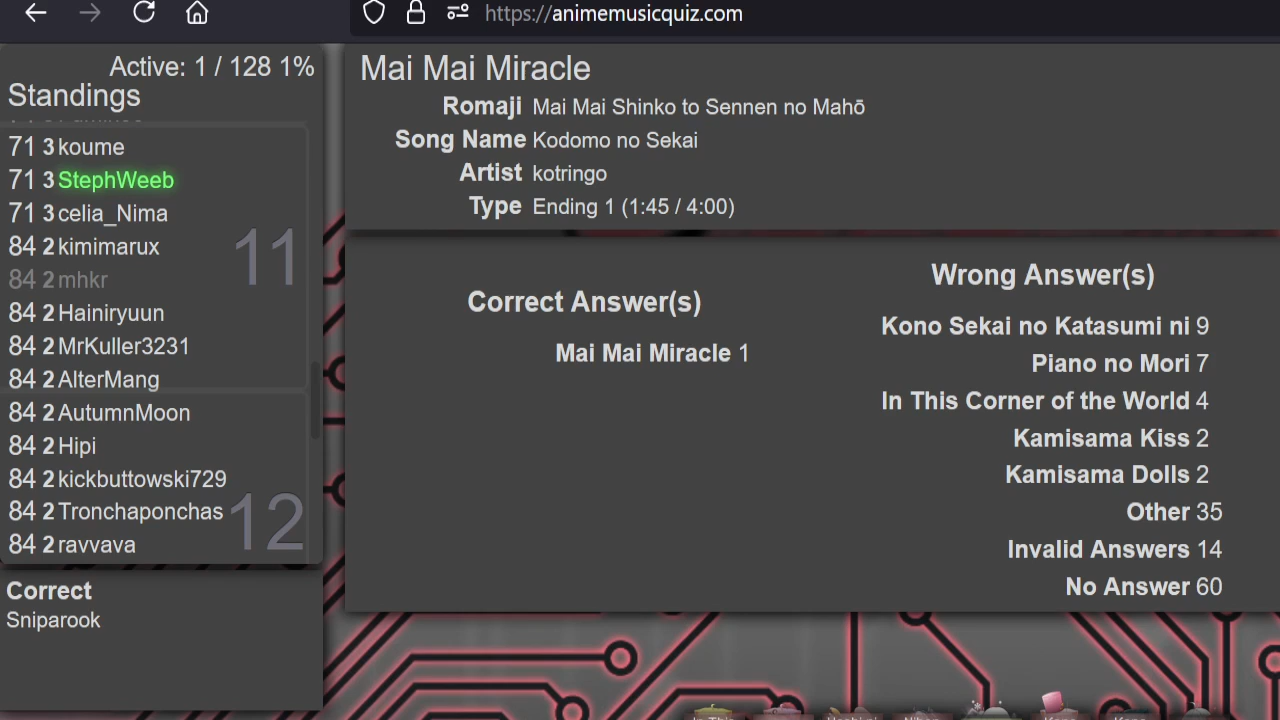 https://animemusicquiz.com
Active: 1 / 128 1%
Standings
71 3 koume
71 3 StephWeeb
71 3 celia_Nima
84 2 kimimarux
11
84 2 mhkr
84 2 Hainiryuun
84 2 MrKuller3231
84 2 AlterMang
84 2 AutumnMoon
84 2 Hipi
84 2 kickbuttowski729
84 2 Tronchaponchas
12
84 2 ravvava
Correct
Sniparook
Mai Mai Miracle
Romaji Mai Mai Shinko to Sennen no Mahō
Song Name Kodomo no Sekai
Artist kotringo
Type Ending 1 (1:45 / 4:00)
Correct Answer(s)
Mai Mai Miracle 1
Wrong Answer(s)
Kono Sekai no Katasumi ni 9
Piano no Mori 7
In This Corner of the World 4
Kamisama Kiss 2
Kamisama Dolls 2
Other 35
Invalid Answers 14
No Answer 60